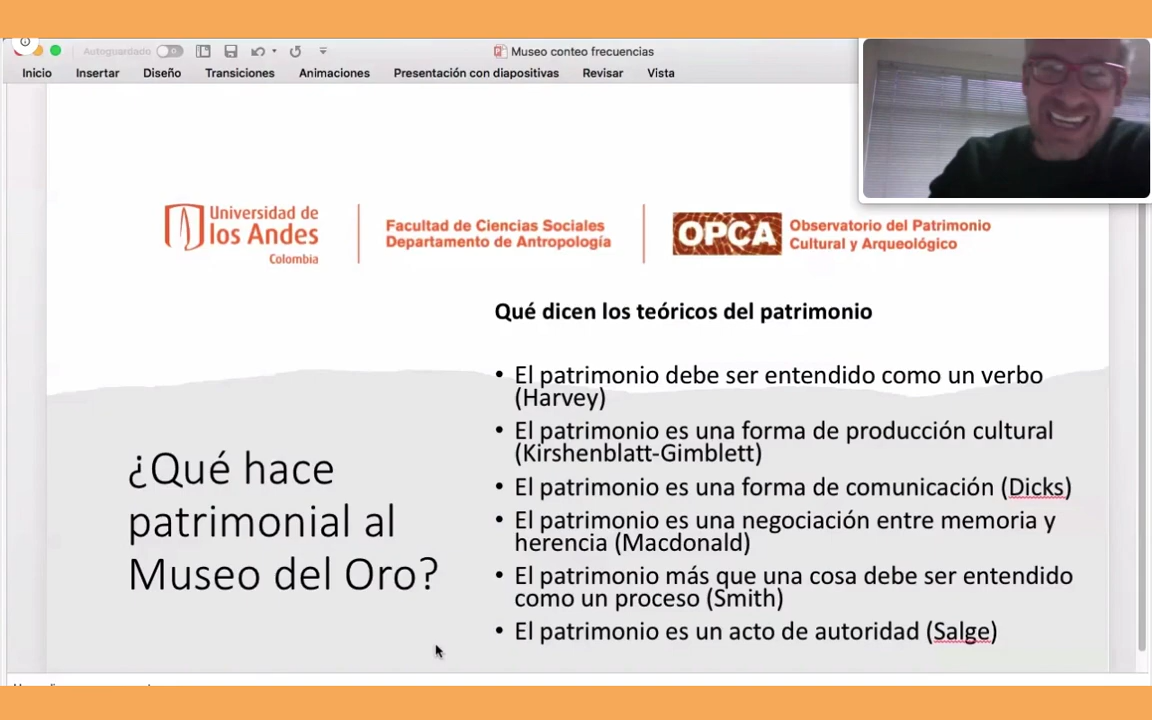 Autoguardado
Museo conteo frecuencias
Inicio Insertar Diseño Transiciones Animaciones Presentación con diapositivas Revisar Vista
Universidad de
los Andes
Colombia
Facultad de Ciencias Sociales
Departamento de Antropología
OPCA
Observatorio del Patrimonio
Cultural y Arqueológico
¿Qué hace
patrimonial al
Museo del Oro?
Qué dicen los teóricos del patrimonio
• El patrimonio debe ser entendido como un verbo
(Harvey)
• El patrimonio es una forma de producción cultural
(Kirshenblatt-Gimblett)
• El patrimonio es una forma de comunicación (Dicks)
• El patrimonio es una negociación entre memoria y
herencia (Macdonald)
• El patrimonio más que una cosa debe ser entendido
como un proceso (Smith)
• El patrimonio es un acto de autoridad (Salge)